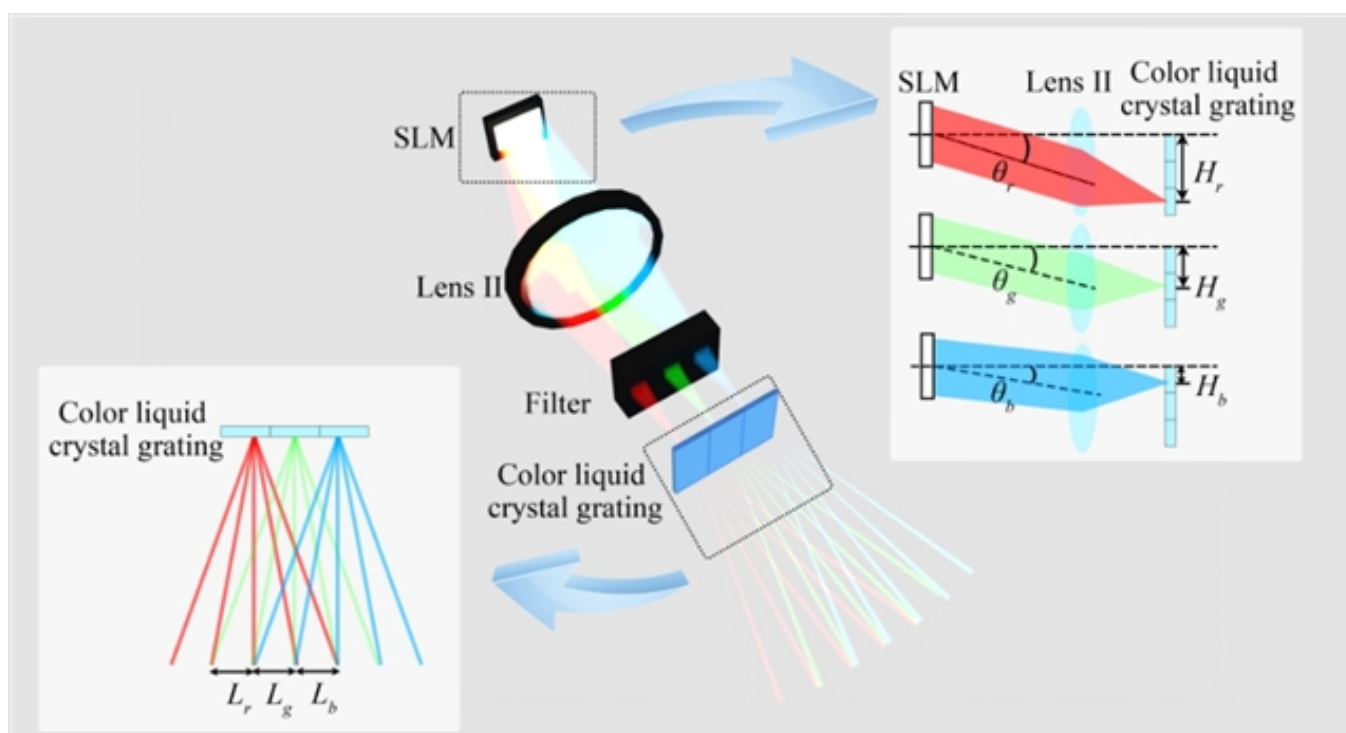 SLM
Lens II
Filter
Color liquid
crystal grating
SLM
Lens II
Color liquid
crystal grating
θr
Hr
θg
Hg
θb
Hb
Color liquid
crystal grating
Lr Lg Lb